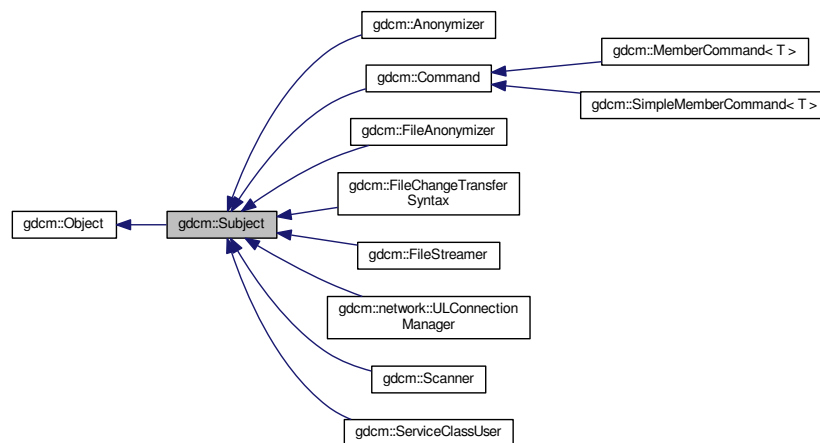 gdcm::Anonymizer
gdcm::MemberCommand< T >
gdcm::Command
gdcm::SimpleMemberCommand< T >
gdcm::FileAnonymizer
gdcm::FileChangeTransfer
Syntax
gdcm::Object
gdcm::Subject
gdcm::FileStreamer
gdcm::network::ULConnection
Manager
gdcm::Scanner
gdcm::ServiceClassUser